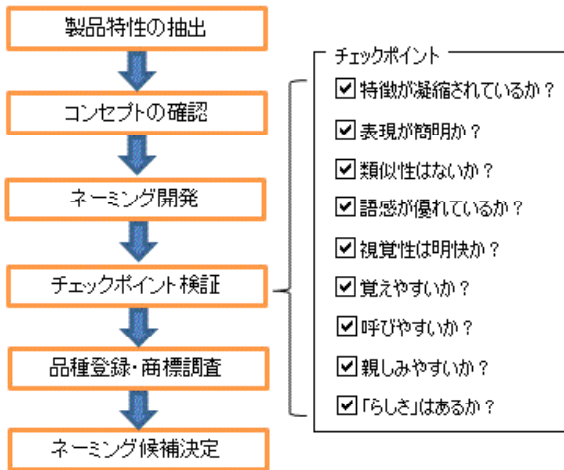 製品特性の抽出
コンセプトの確認
ネーミング開発
チェックポイント検証
品種登録・商標調査
ネーミング候補決定
チェックポイント
特徴が凝縮されているか？
表現が簡明か？
類似性はないか？
語感が優れているか？
視覚性は明快か？
覚えやすいか？
呼びやすいか？
親しみやすいか？
「らしさ」はあるか？